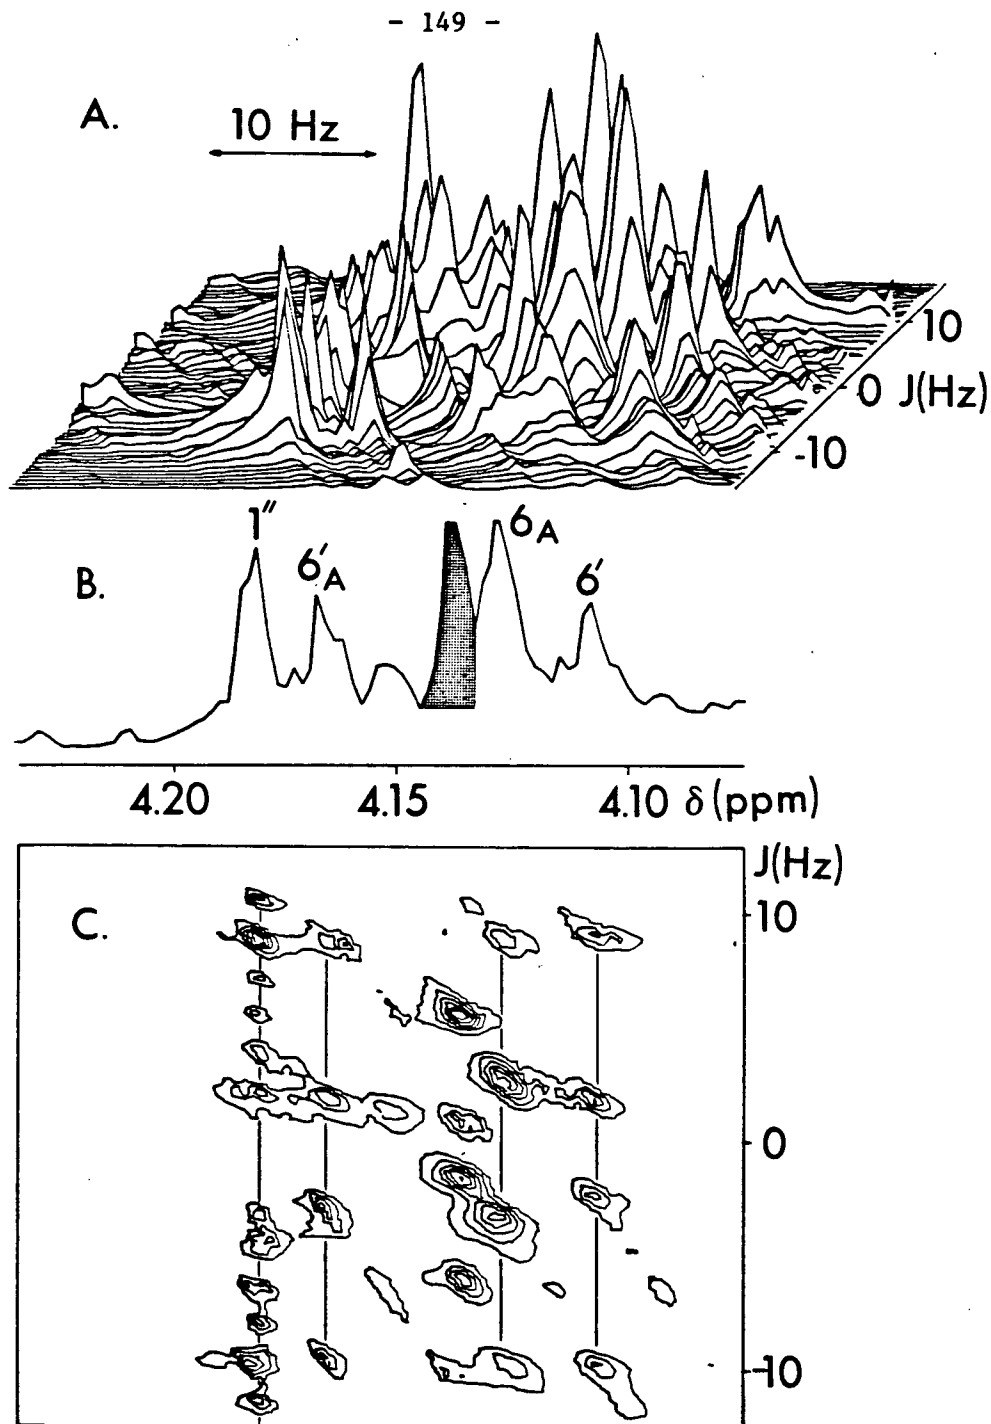 - 149 -
A.
10 Hz
10
0 J(Hz)
-10
B.
1″
6′A
6A
6′
4.20 4.15 4.10 δ (ppm)
C.
J(Hz)
10
0
-10